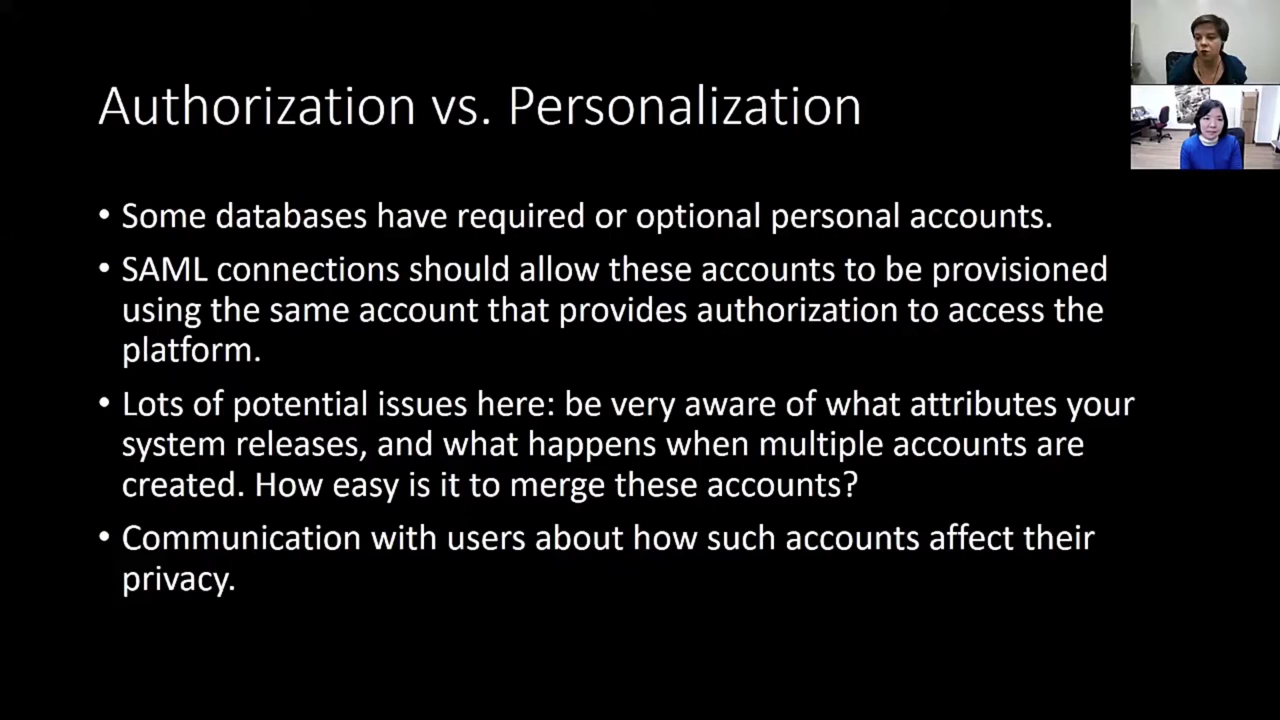 Authorization vs. Personalization
• Some databases have required or optional personal accounts.
• SAML connections should allow these accounts to be provisioned
using the same account that provides authorization to access the
platform.
• Lots of potential issues here: be very aware of what attributes your
system releases, and what happens when multiple accounts are
created. How easy is it to merge these accounts?
• Communication with users about how such accounts affect their
privacy.